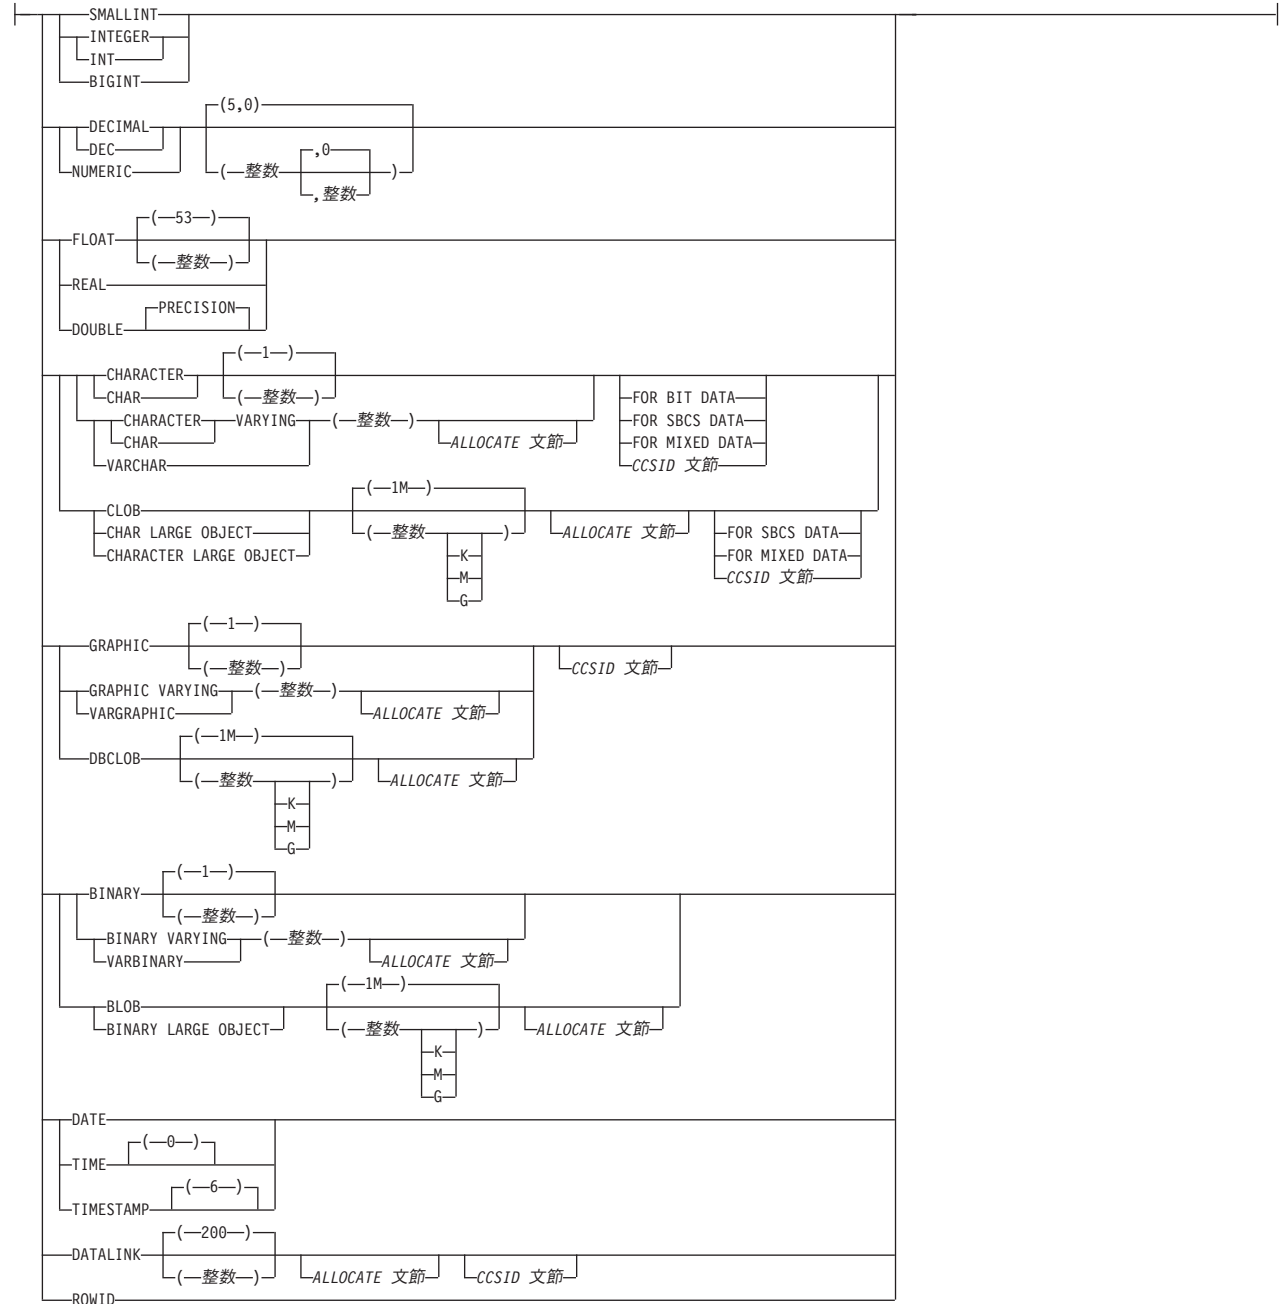 SMALLINT
INTEGER
INT
BIGINT
(5,0)
DECIMAL
DEC
,0
NUMERIC
( 整数 )
,整数
( 53 )
FLOAT
( 整数 )
REAL
PRECISION
DOUBLE
( 1 )
CHARACTER
CHAR ( 整数 ) FOR BIT DATA
CHARACTER VARYING ( 整数 ) FOR SBCS DATA
CHAR ALLOCATE 文節 FOR MIXED DATA
VARCHAR CCSID 文節
( 1M )
CLOB
CHAR LARGE OBJECT ( 整数 ) ALLOCATE 文節 FOR SBCS DATA
CHARACTER LARGE OBJECT K FOR MIXED DATA
M CCSID 文節
G
( 1 )
GRAPHIC
( 整数 ) CCSID 文節
GRAPHIC VARYING ( 整数 )
VARGRAPHIC ALLOCATE 文節
( 1M )
DBCLOB
( 整数 ) ALLOCATE 文節
K
M
G
( 1 )
BINARY
( 整数 )
BINARY VARYING ( 整数 )
VARBINARY ALLOCATE 文節
( 1M )
BLOB
BINARY LARGE OBJECT ( 整数 ) ALLOCATE 文節
K
M
G
DATE
( 0 )
TIME
( 6 )
TIMESTAMP
( 200 )
DATALINK
( 整数 ) ALLOCATE 文節 CCSID 文節
ROWID